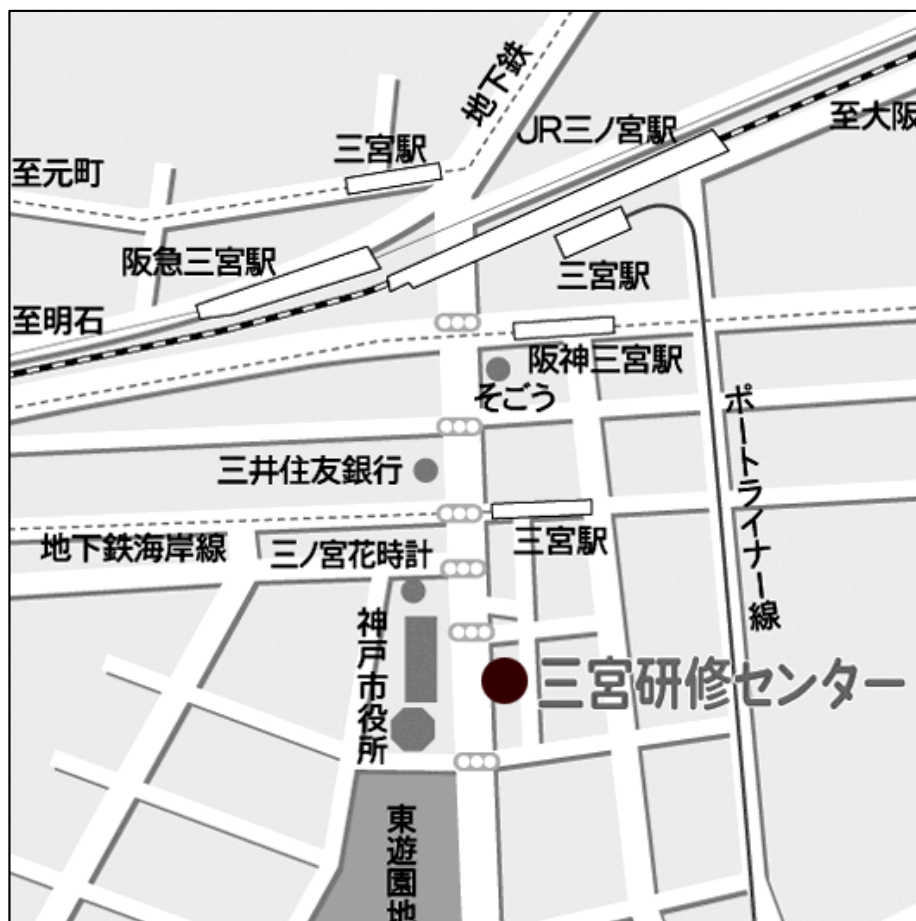 地下鉄
JR三ノ宮駅
至大阪
三宮駅
至元町
阪急三宮駅
三宮駅
至明石
阪神三宮駅
そごう
ポートライナー線
三井住友銀行
三宮駅
地下鉄海岸線
三ノ宮花時計
神戸市役所
三宮研修センター
東遊園地